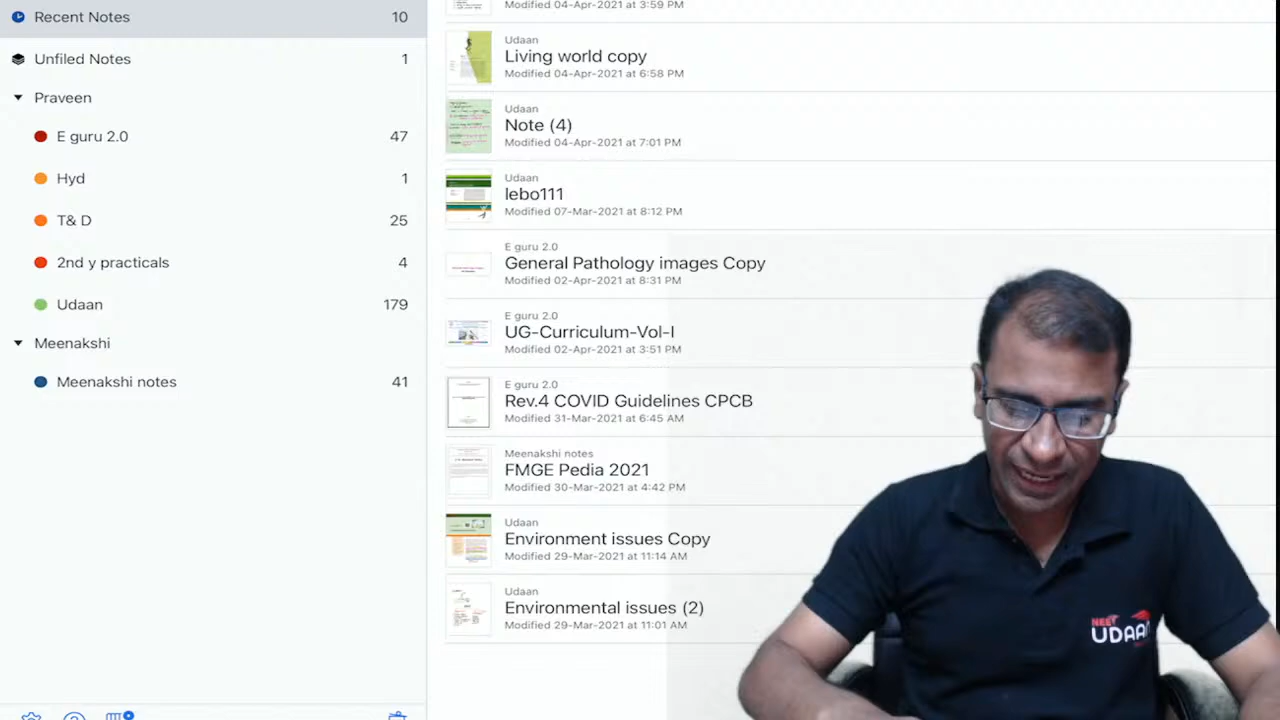 Recent Notes 10
Unfiled Notes 1
Praveen
E guru 2.0 47
Hyd 1
T& D 25
2nd y practicals 4
Udaan 179
Meenakshi
Meenakshi notes 41
Modified 04-Apr-2021 at 3:59 PM
Udaan
Living world copy
Modified 04-Apr-2021 at 6:58 PM
Udaan
Note (4)
Modified 04-Apr-2021 at 7:01 PM
Udaan
lebo111
Modified 07-Mar-2021 at 8:12 PM
E guru 2.0
General Pathology images Copy
Modified 02-Apr-2021 at 8:31 PM
E guru 2.0
UG-Curriculum-Vol-I
Modified 02-Apr-2021 at 3:51 PM
E guru 2.0
Rev.4 COVID Guidelines CPCB
Modified 31-Mar-2021 at 6:45 AM
Meenakshi notes
FMGE Pedia 2021
Modified 30-Mar-2021 at 4:42 PM
Udaan
Environment issues Copy
Modified 29-Mar-2021 at 11:14 AM
Udaan
Environmental issues (2)
Modified 29-Mar-2021 at 11:01 AM
NEET
UDAAN